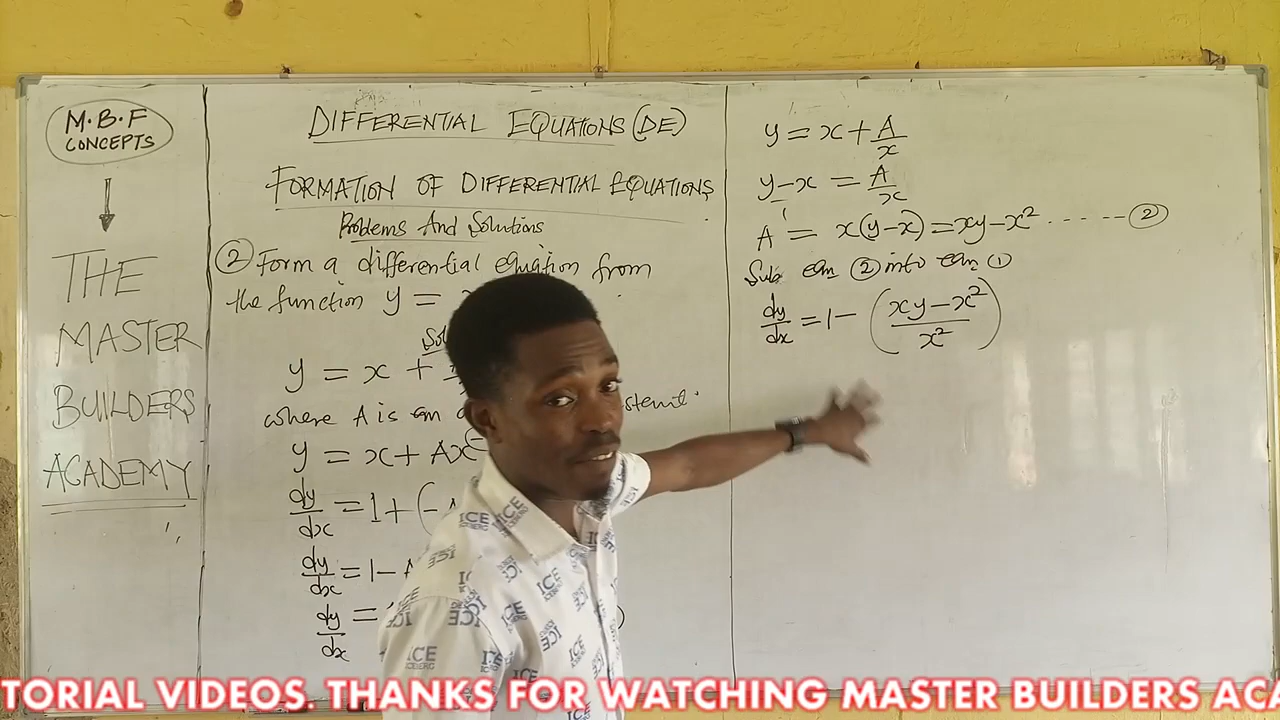 M.B.F
CONCEPTS
THE
MASTER
BUILDERS
ACADEMY
DIFFERENTIAL EQUATIONS (DE)
FORMATION OF DIFFERENTIAL EQUATIONS
Problems And Solutions
② Form a differential equation from
the function y =
y = x +
where A is an
y = x + Ax⁻
dy/dx = 1 + (-
dy/dx = 1 -
dy/dx =
y = x + A/x
y - x = A/x
A = x(y - x) = xy - x² ------ ②
Sub eqn ② into eqn ①
dy/dx = 1 - (xy - x²/x²)
ICE
TORIAL VIDEOS. THANKS FOR WATCHING MASTER BUILDERS ACA